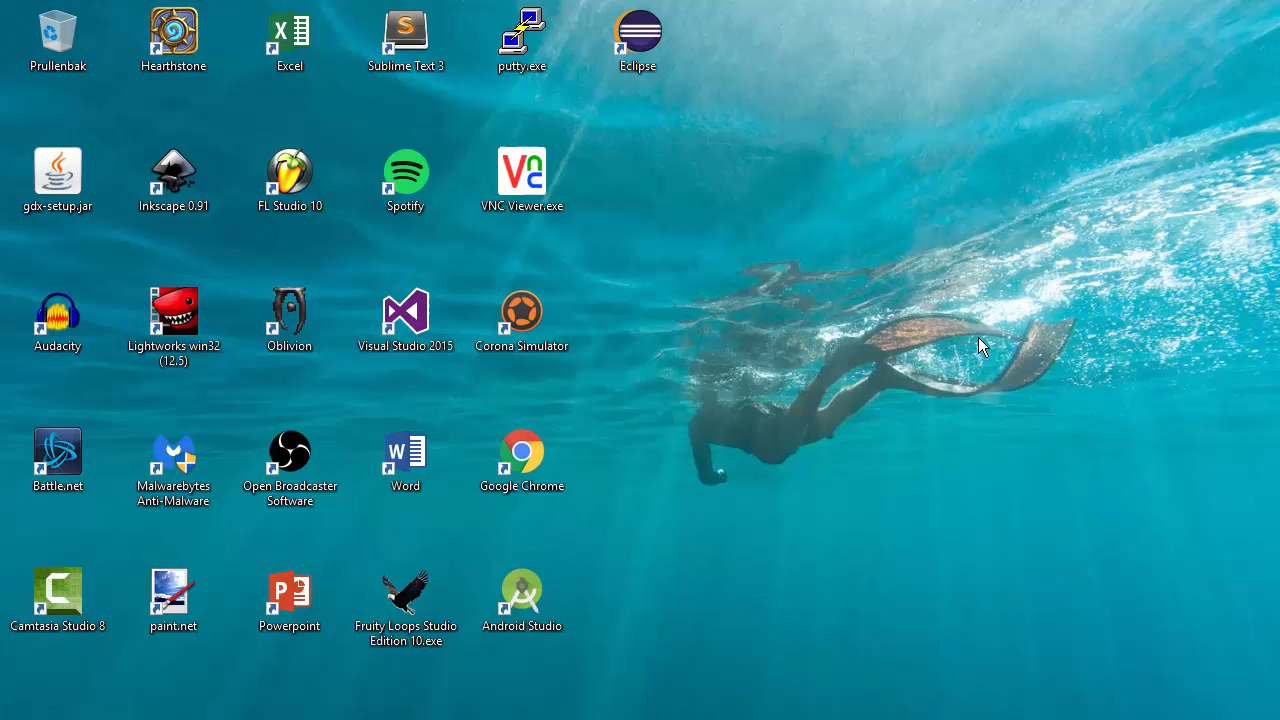 Prullenbak
Hearthstone
Excel
Sublime Text 3
putty.exe
Eclipse
gdx-setup.jar
Inkscape 0.91
FL Studio 10
Spotify
VNC Viewer.exe
Audacity
Lightworks win32
(12.5)
Oblivion
Visual Studio 2015
Corona Simulator
Battle.net
Malwarebytes
Anti-Malware
Open Broadcaster
Software
Word
Google Chrome
Camtasia Studio 8
paint.net
Powerpoint
Fruity Loops Studio
Edition 10.exe
Android Studio